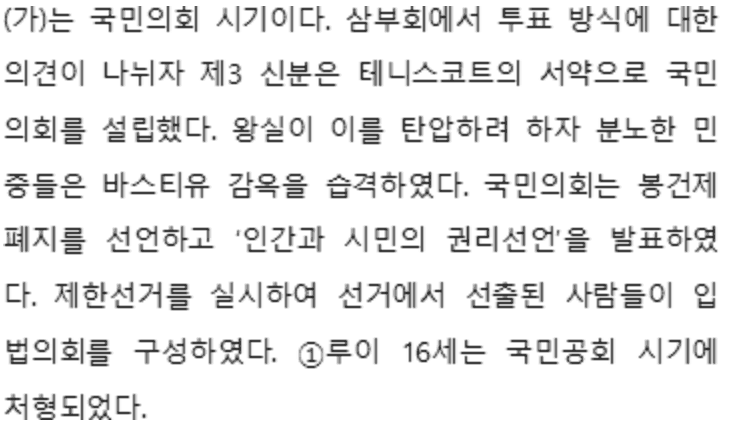 (가)는 국민의회 시기이다. 삼부회에서 투표 방식에 대한
의견이 나뉘자 제3 신분은 테니스코트의 서약으로 국민
의회를 설립했다. 왕실이 이를 탄압하려 하자 분노한 민
중들은 바스티유 감옥을 습격하였다. 국민의회는 봉건제
폐지를 선언하고 ‘인간과 시민의 권리선언’을 발표하였
다. 제한선거를 실시하여 선거에서 선출된 사람들이 입
법의회를 구성하였다. ①루이 16세는 국민공회 시기에
처형되었다.